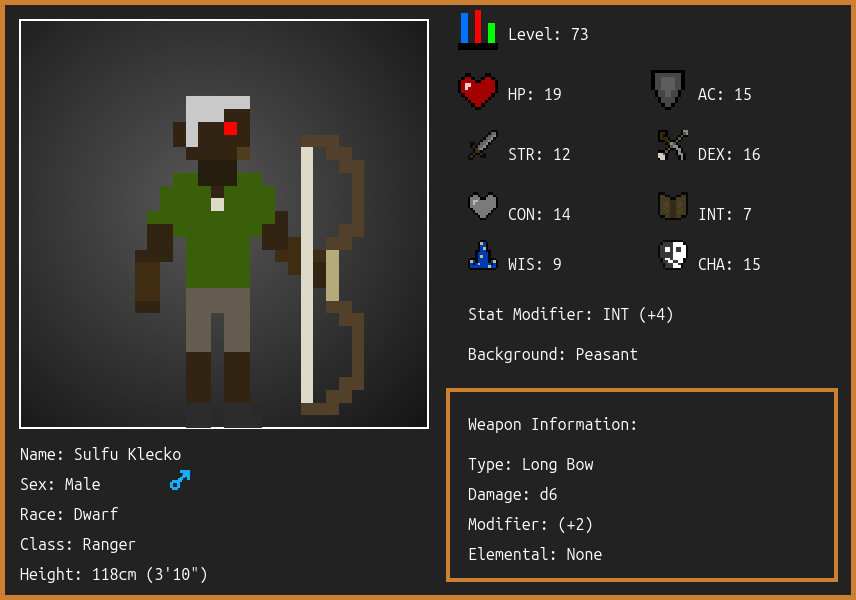 Level: 73
HP: 19
AC: 15
STR: 12
DEX: 16
CON: 14
INT: 7
WIS: 9
CHA: 15
Stat Modifier: INT (+4)
Background: Peasant
Weapon Information:
Type: Long Bow
Damage: d6
Modifier: (+2)
Elemental: None
Name: Sulfu Klecko
Sex: Male
Race: Dwarf
Class: Ranger
Height: 118cm (3'10")